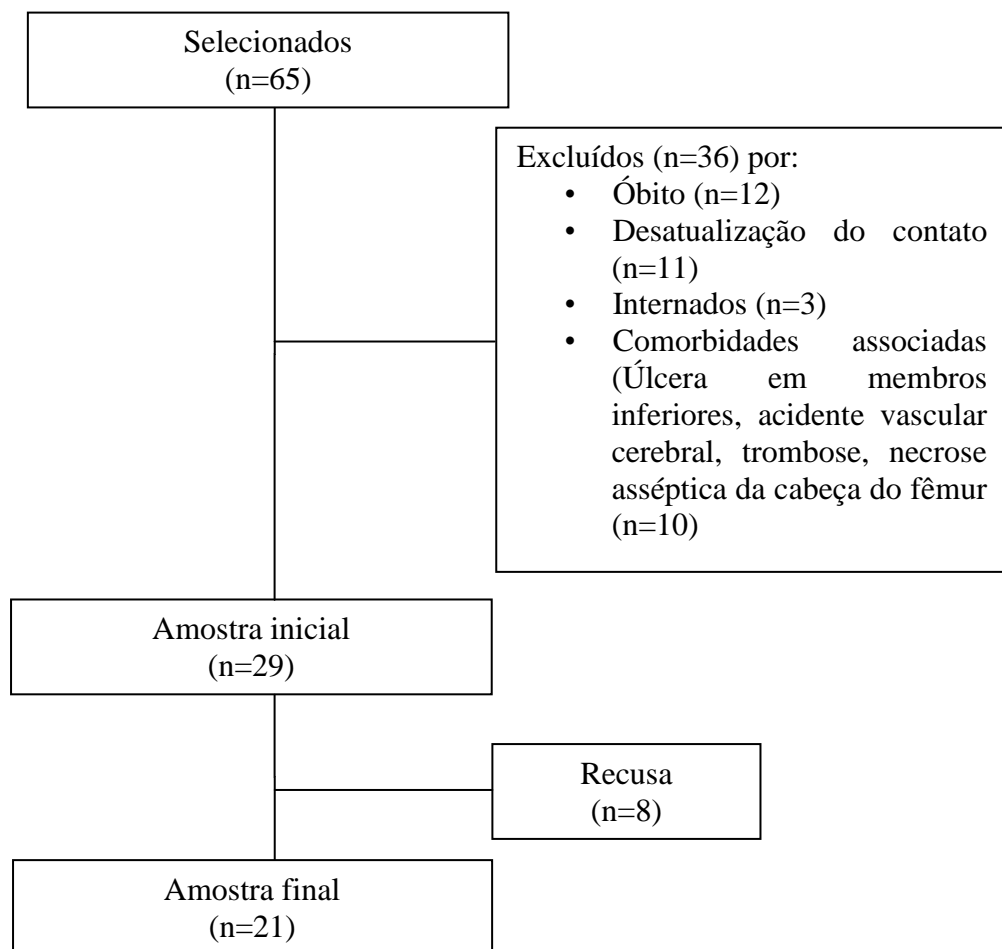 Selecionados
(n=65)
Excluídos (n=36) por:
• Óbito (n=12)
• Desatualização do contato
(n=11)
• Internados (n=3)
• Comorbidades associadas
(Úlcera em membros
inferiores, acidente vascular
cerebral, trombose, necrose
asséptica da cabeça do fêmur
(n=10)
Amostra inicial
(n=29)
Recusa
(n=8)
Amostra final
(n=21)